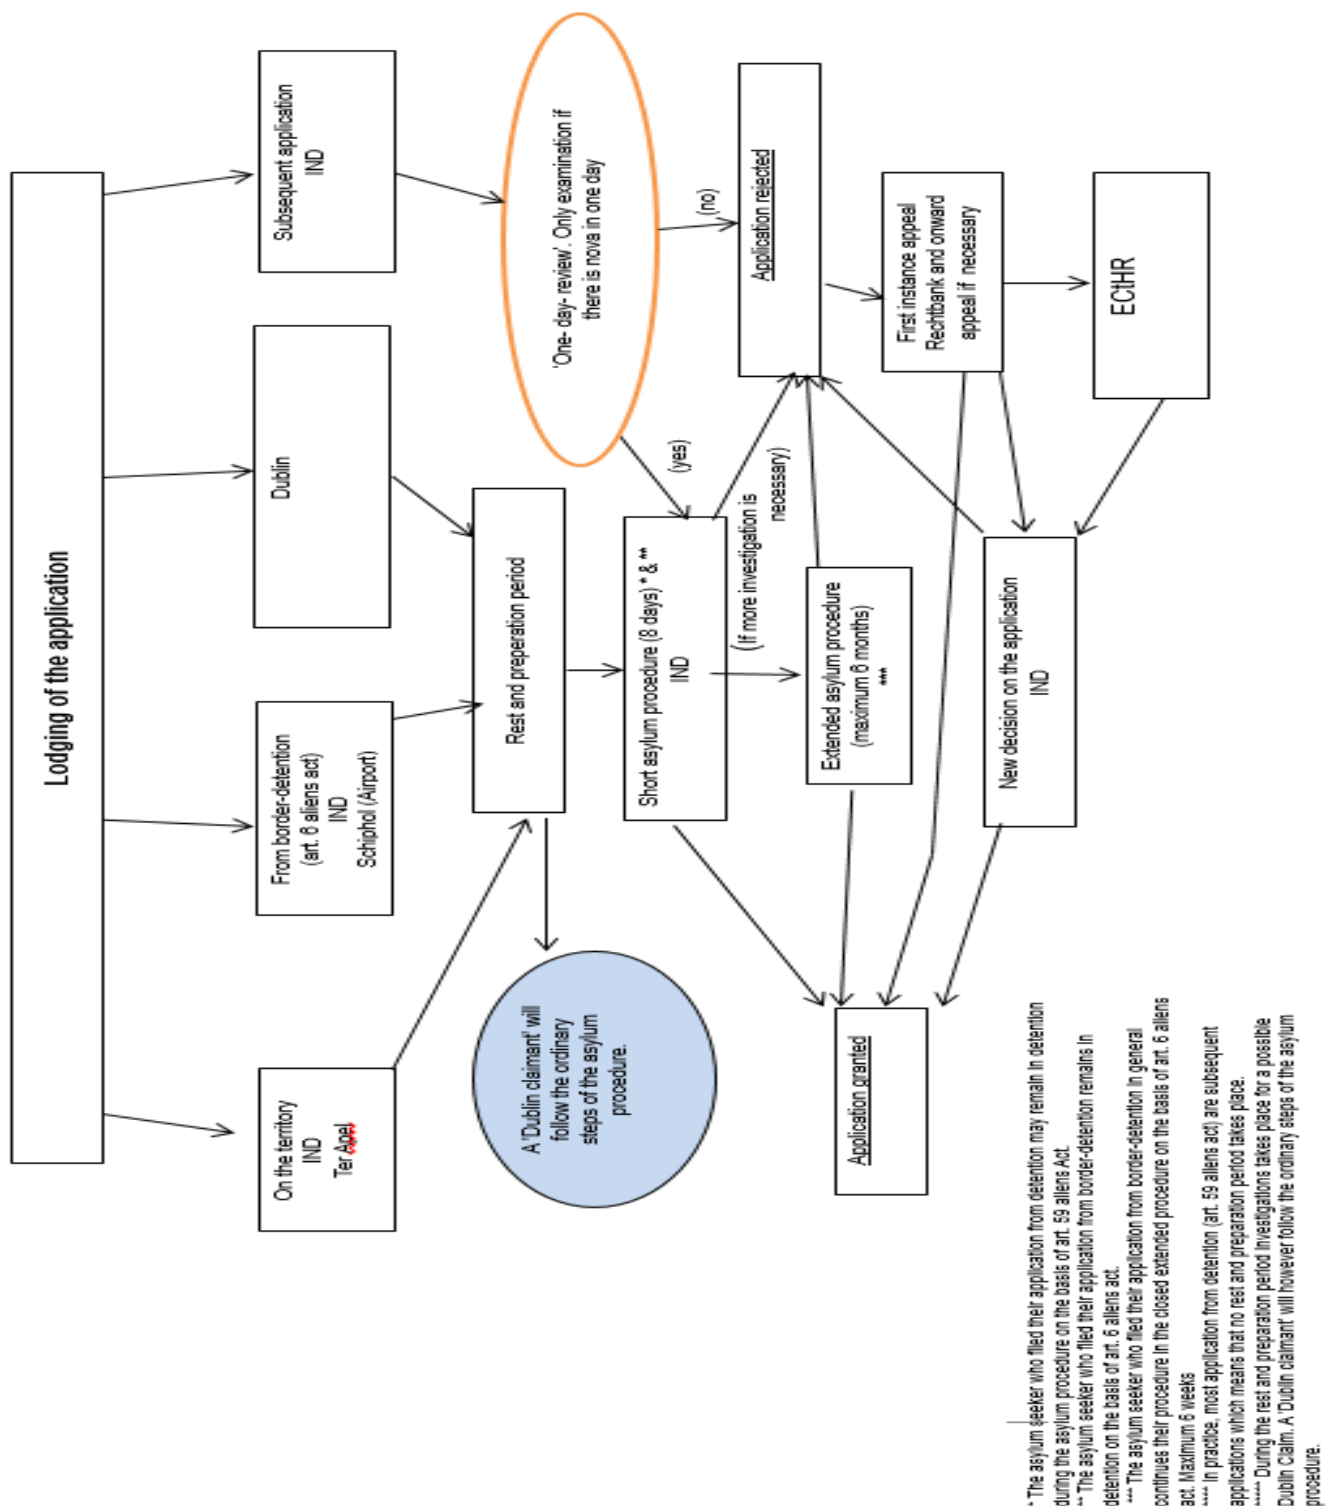 Lodging of the application
On the territory
IND
Ter Apel
From border-detention
(art. 6 aliens act)
IND
Schiphol (Airport)
Dublin
Subsequent application
IND
Rest and preperation period
'One- day- review'. Only examination if
there is nova in one day
A 'Dublin claimant' will
follow the ordinary
steps of the asylum
procedure.
Short asylum procedure (8 days) * & **
IND
(yes)
(no)
(If more investigation is
necessary)
Application rejected
Extended asylum procedure
(maximum 6 months)
***
Application granted
First instance appeal
Rechtbank and onward
appeal if necessary
New decision on the application
IND
ECtHR
* The asylum seeker who filed their application from detention may remain in detention
during the asylum procedure on the basis of art. 59 aliens Act.
** The asylum seeker who filed their application from border-detention remains in
detention on the basis of art. 6 aliens act.
*** The asylum seeker who filed their application from border-detention in general
continues their procedure in the closed extended procedure on the basis of art. 6 aliens
act. Maximum 6 weeks
**** In practice, most application from detention (art. 59 aliens act) are subsequent
applications which means that no rest and preparation period takes place.
***** During the rest and preparation period investigations takes place for a possible
Dublin Claim. A 'Dublin claimant' will however follow the ordinary steps of the asylum
procedure.